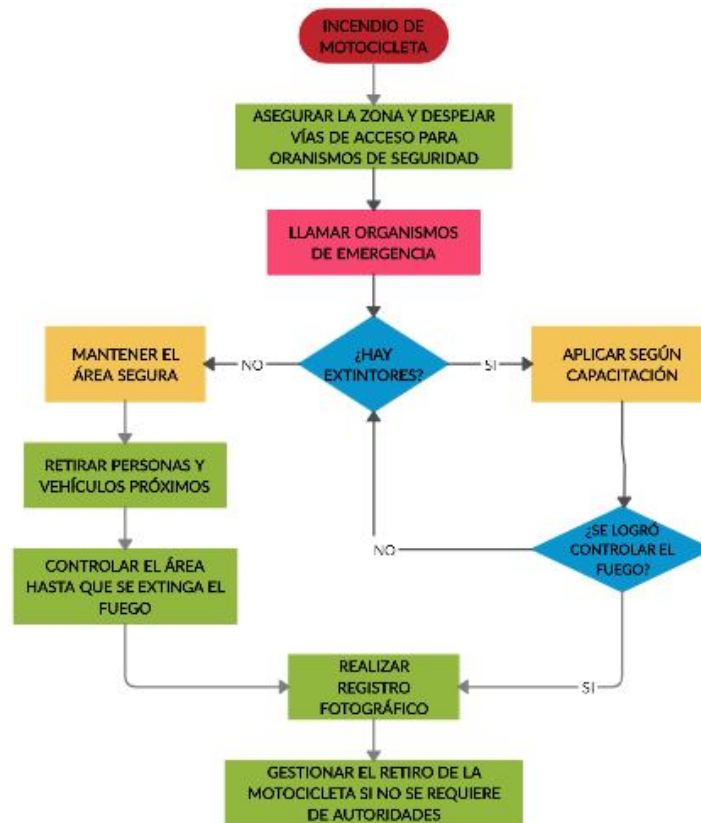 INCENDIO DE
MOTOCICLETA
ASEGURAR LA ZONA Y DESPEJAR
VÍAS DE ACCESO PARA
ORANISMOS DE SEGURIDAD
LLAMAR ORGANISMOS
DE EMERGENCIA
MANTENER EL
ÁREA SEGURA
NO
¿HAY
EXTINTORES?
SI
APLICAR SEGÚN
CAPACITACIÓN
RETIRAR PERSONAS Y
VEHÍCULOS PRÓXIMOS
CONTROLAR EL ÁREA
HASTA QUE SE EXTINGA EL
FUEGO
NO
¿SE LOGRÓ
CONTROLAR EL
FUEGO?
REALIZAR
REGISTRO
FOTOGRÁFICO
SI
GESTIONAR EL RETIRO DE LA
MOTOCICLETA SI NO SE REQUIERE
DE AUTORIDADES